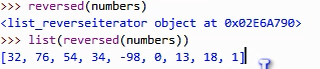 >>> reversed(numbers)
<list_reverseiterator object at 0x02E6A790>
>>> list(reversed(numbers))
[32, 76, 54, 34, -98, 0, 13, 18, 1]